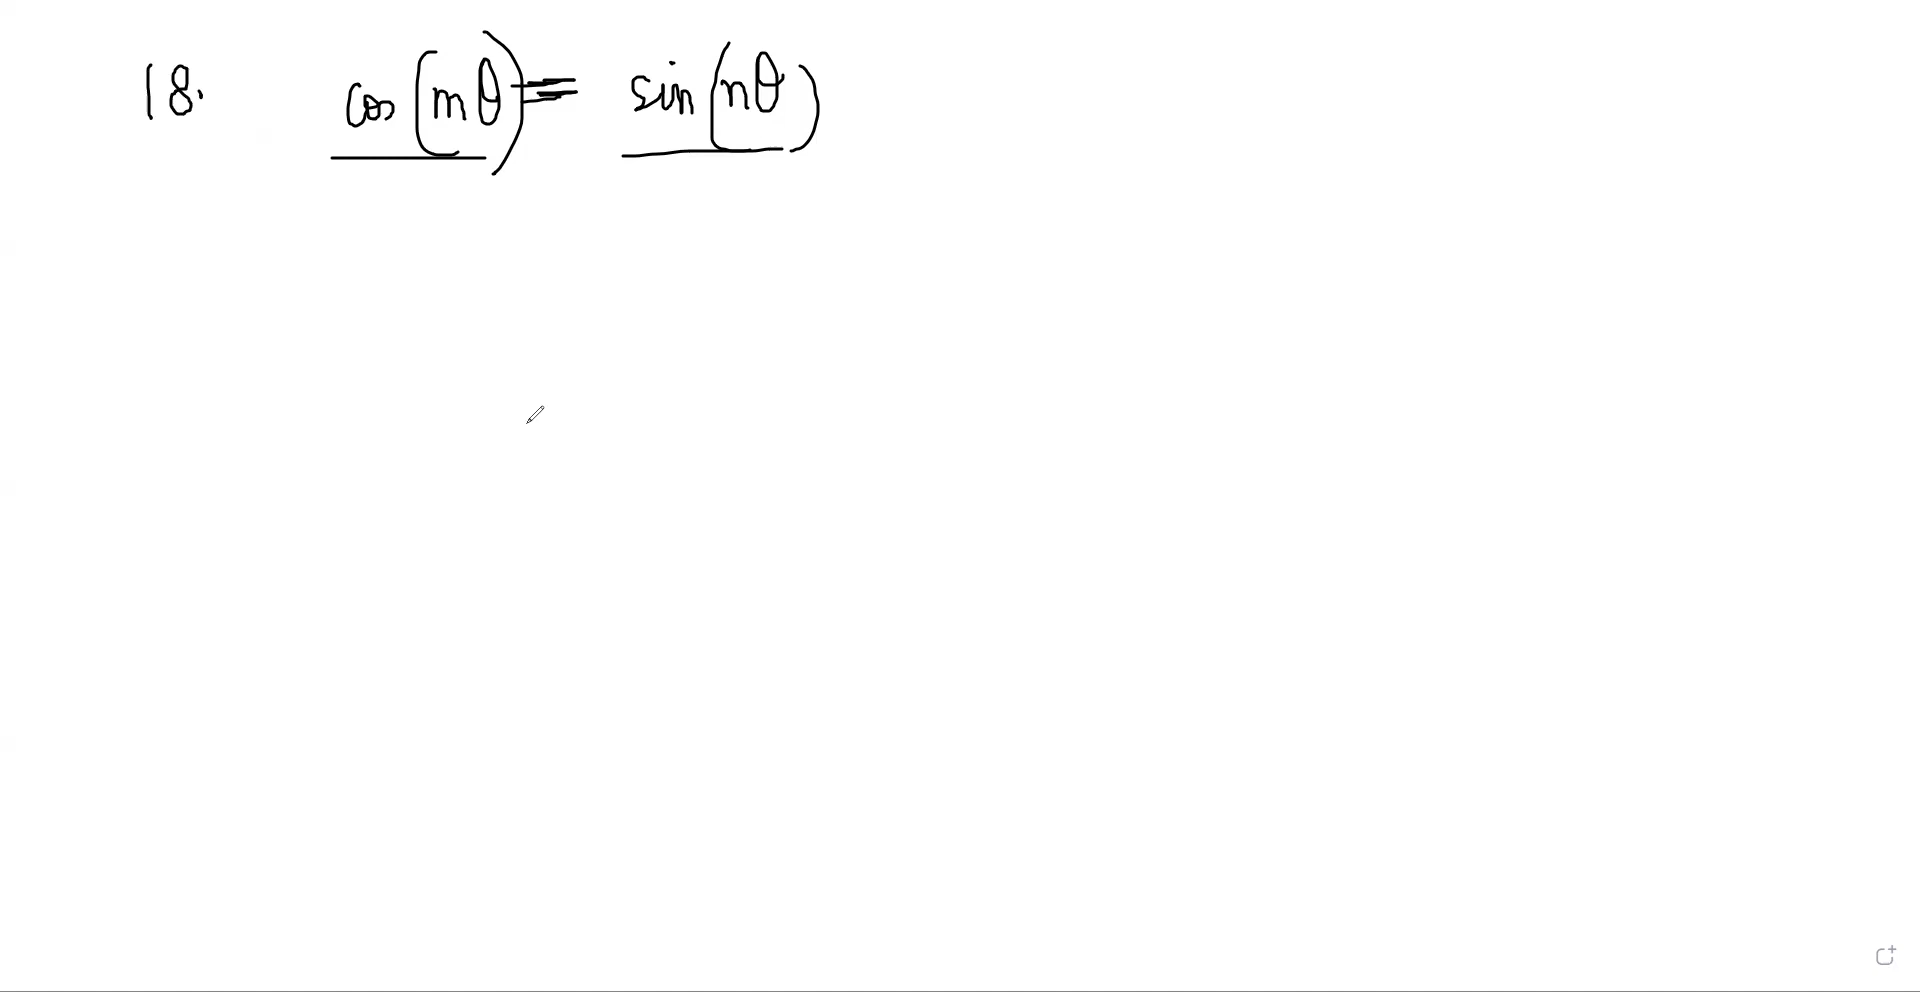 18. cos(mθ) = sin(nθ)